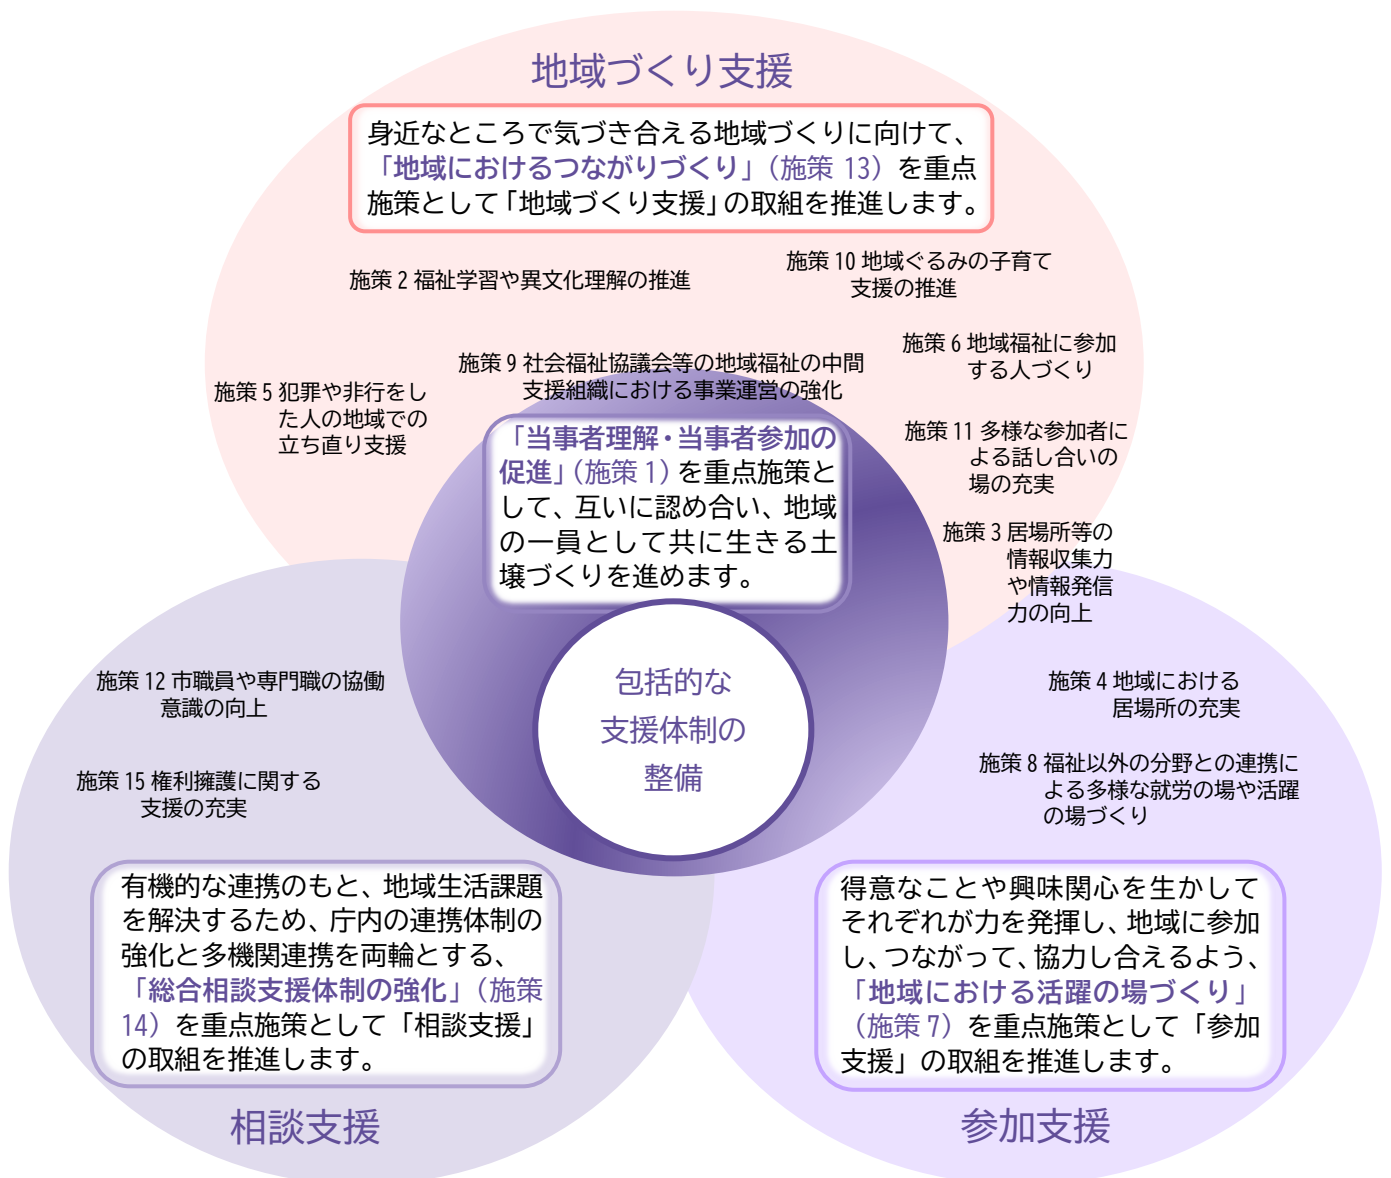 地域づくり支援
身近なところで気づき合える地域づくりに向けて、
「地域におけるつながりづくり」（施策 13）を重点
施策として「地域づくり支援」の取組を推進します。
施策 2 福祉学習や異文化理解の推進
施策 10 地域ぐるみの子育て
支援の推進
施策 9 社会福祉協議会等の地域福祉の中間
支援組織における事業運営の強化
施策 6 地域福祉に参加
する人づくり
施策 5 犯罪や非行をし
た人の地域での
立ち直り支援
施策 11 多様な参加者に
よる話し合いの
場の充実
「当事者理解・当事者参加の
促進」（施策 1）を重点施策と
して、互いに認め合い、地域
の一員として共に生きる土
壌づくりを進めます。
施策 3 居場所等の
情報収集力
や情報発信
力の向上
包括的な
支援体制の
整備
施策 12 市職員や専門職の協働
意識の向上
施策 15 権利擁護に関する
支援の充実
施策 4 地域における
居場所の充実
施策 8 福祉以外の分野との連携に
よる多様な就労の場や活躍
の場づくり
有機的な連携のもと、地域生活課題
を解決するため、庁内の連携体制の
強化と多機関連携を両輪とする、
「総合相談支援体制の強化」（施策
14）を重点施策として「相談支援」
の取組を推進します。
相談支援
得意なことや興味関心を生かして
それぞれが力を発揮し、地域に参加
し、つながって、協力し合えるよう、
「地域における活躍の場づくり」
（施策 7）を重点施策として「参加
支援」の取組を推進します。
参加支援